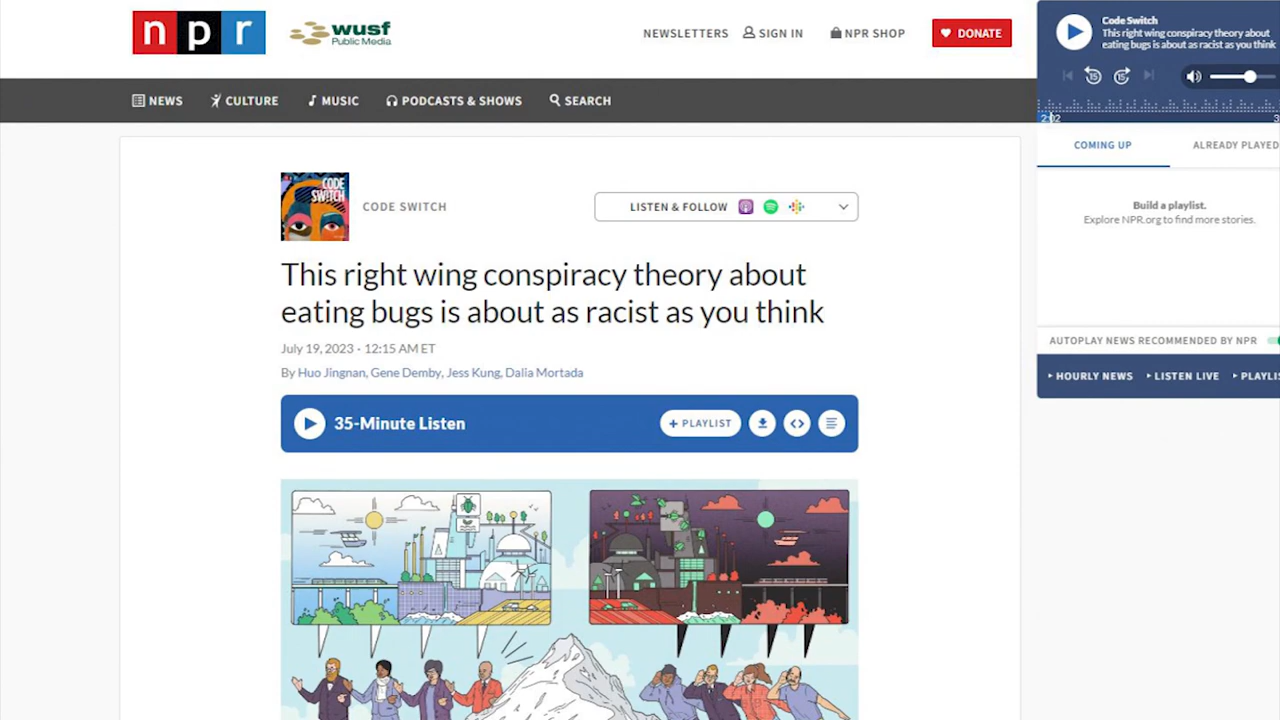 npr
wusf
Public Media
NEWSLETTERS
SIGN IN
NPR SHOP
DONATE
NEWS
CULTURE
MUSIC
PODCASTS & SHOWS
SEARCH
CODE
SWITCH
CODE SWITCH
LISTEN & FOLLOW
This right wing conspiracy theory about
eating bugs is about as racist as you think
July 19, 2023 · 12:15 AM ET
By Huo Jingnan, Gene Demby, Jess Kung, Dalia Mortada
35-Minute Listen
+ PLAYLIST
Code Switch
This right wing conspiracy theory about
eating bugs is about as racist as you think
15
15
2:02
3
COMING UP
ALREADY PLAYED
Build a playlist.
Explore NPR.org to find more stories.
AUTOPLAY NEWS RECOMMENDED BY NPR
HOURLY NEWS
LISTEN LIVE
PLAYLIS